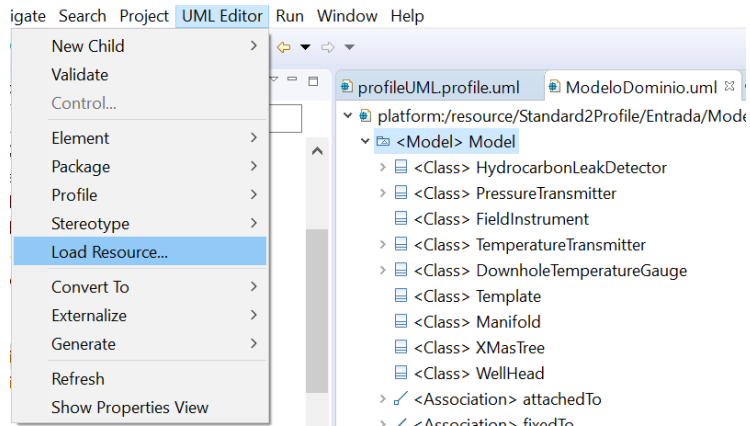 igate Search Project UML Editor Run Window Help
New Child
Validate
Control...
Element
Package
Profile
Stereotype
Load Resource...
Convert To
Externalize
Generate
Refresh
Show Properties View
profileUML.profile.uml ModeloDominio.uml
platform:/resource/Standard2Profile/Entrada/Mode
<Model> Model
<Class> HydrocarbonLeakDetector
<Class> PressureTransmitter
<Class> FieldInstrument
<Class> TemperatureTransmitter
<Class> DownholeTemperatureGauge
<Class> Template
<Class> Manifold
<Class> XMasTree
<Class> WellHead
<Association> attachedTo
<Association> fixedTo